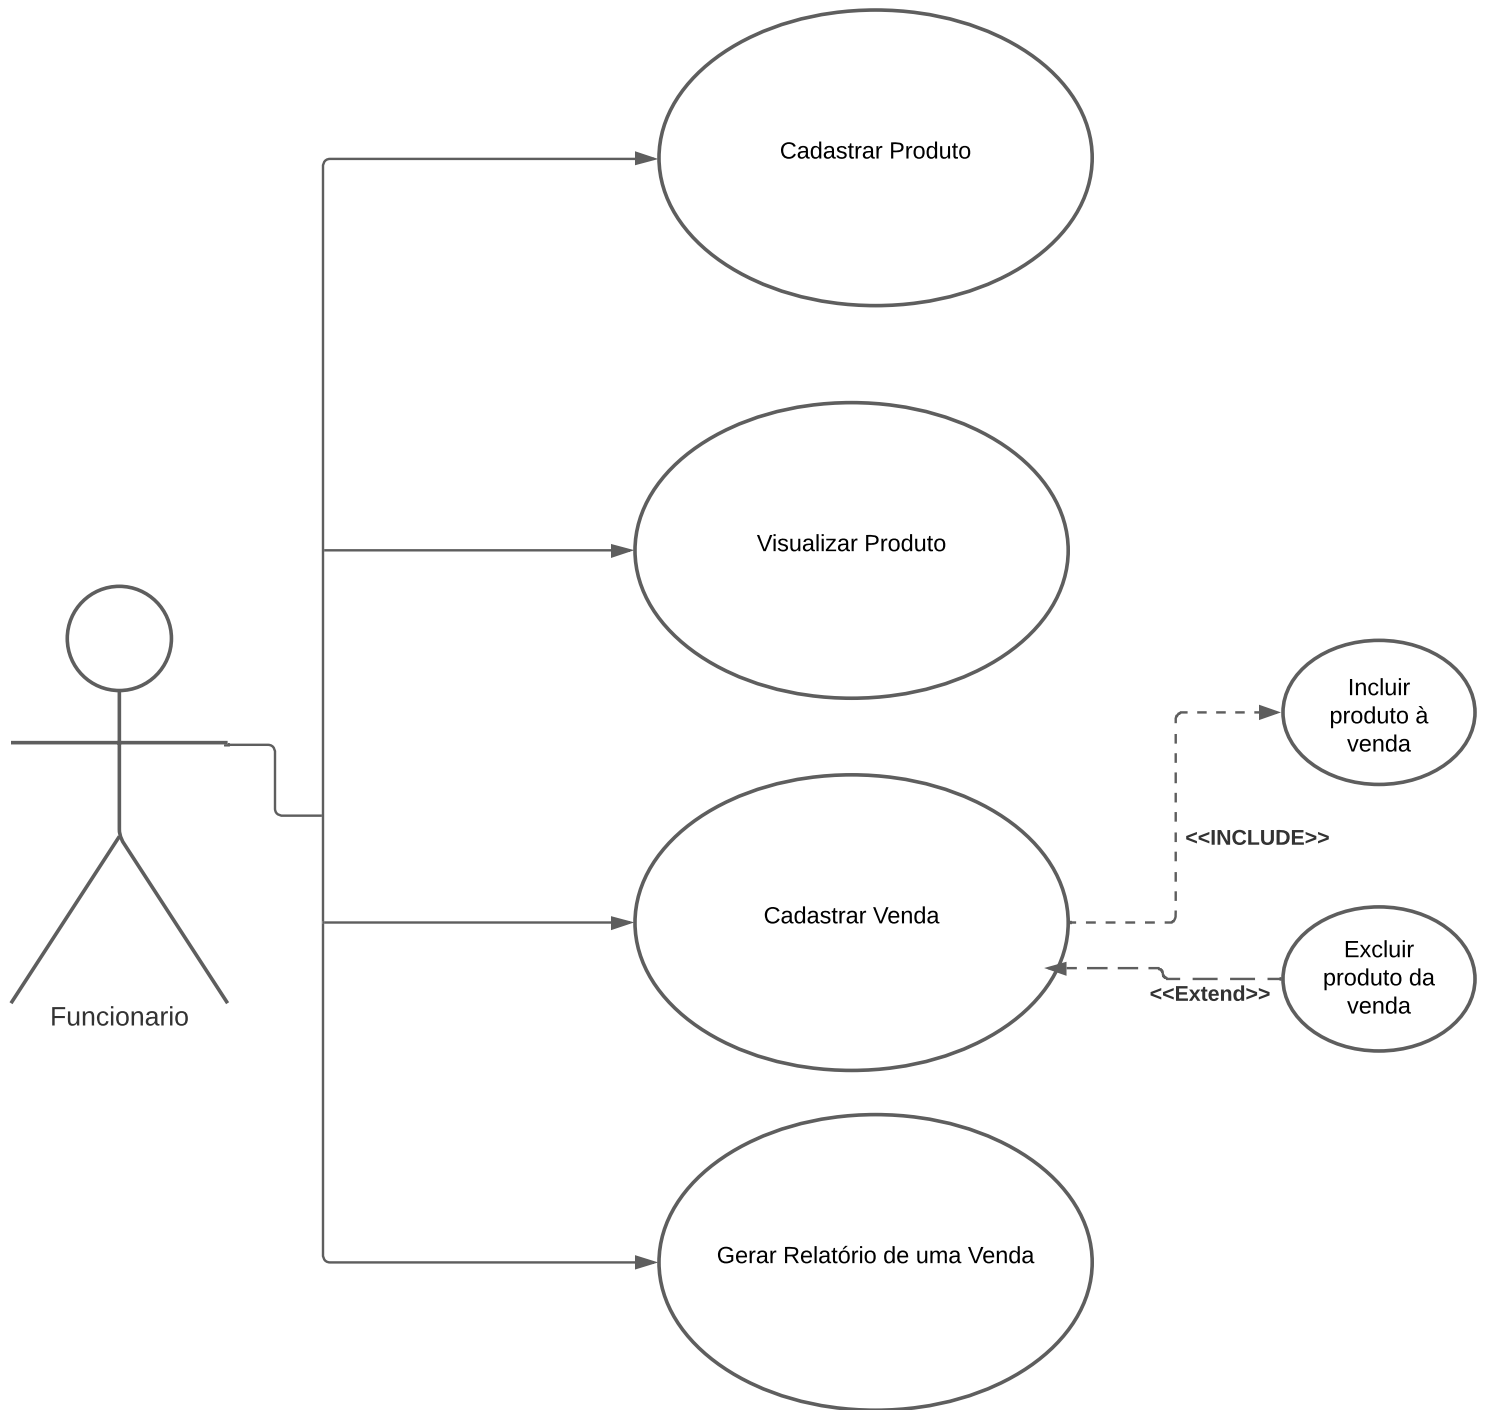 Cadastrar Produto
Visualizar Produto
Incluir
produto à
venda
<<INCLUDE>>
Cadastrar Venda
Excluir
produto da
venda
<<Extend>>
Funcionario
Gerar Relatório de uma Venda